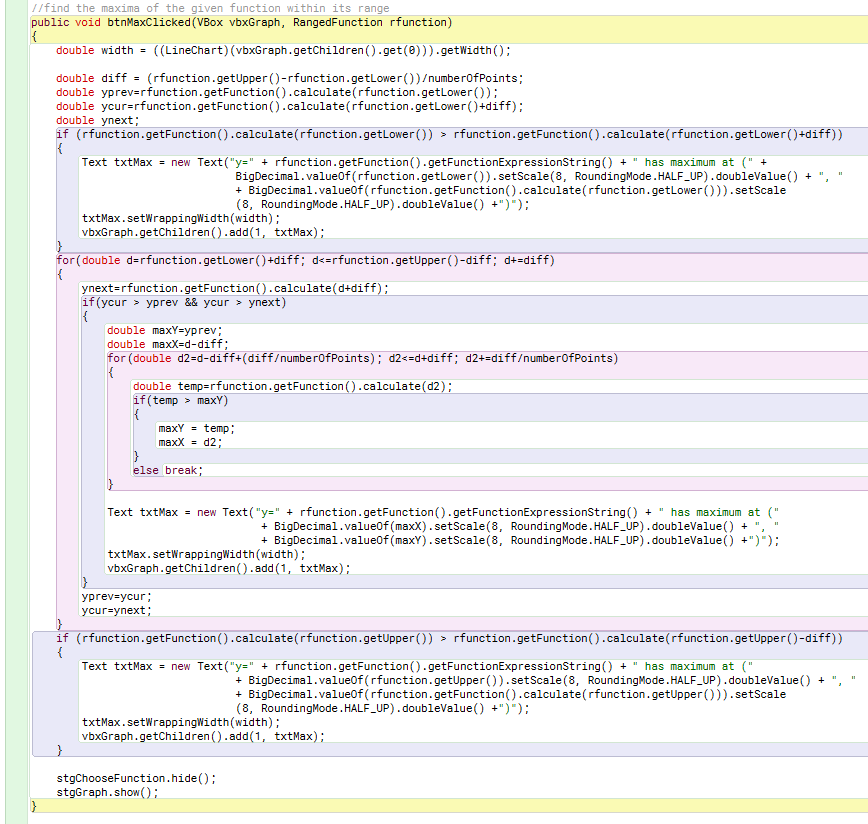 //find the maxima of the given function within its range
public void btnMaxClicked(VBox vbxGraph, RangedFunction rfunction)
{
double width = ((LineChart)(vbxGraph.getChildren().get(0))).getWidth();
double diff = (rfunction.getUpper()-rfunction.getLower())/numberOfPoints;
double yprev=rfunction.getFunction().calculate(rfunction.getLower());
double ycur=rfunction.getFunction().calculate(rfunction.getLower()+diff);
double ynext;
if (rfunction.getFunction().calculate(rfunction.getLower()) > rfunction.getFunction().calculate(rfunction.getLower()+diff))
{
Text txtMax = new Text("y=" + rfunction.getFunction().getFunctionExpressionString() + " has maximum at (" +
BigDecimal.valueOf(rfunction.getLower()).setScale(8, RoundingMode.HALF_UP).doubleValue() + ", "
+ BigDecimal.valueOf(rfunction.getFunction().calculate(rfunction.getLower())).setScale
(8, RoundingMode.HALF_UP).doubleValue() +")");
txtMax.setWrappingWidth(width);
vbxGraph.getChildren().add(1, txtMax);
}
for(double d=rfunction.getLower()+diff; d<=rfunction.getUpper()-diff; d+=diff)
{
ynext=rfunction.getFunction().calculate(d+diff);
if(ycur > yprev && ycur > ynext)
{
double maxY=yprev;
double maxX=d-diff;
for(double d2=d-diff+(diff/numberOfPoints); d2<=d+diff; d2+=diff/numberOfPoints)
{
double temp=rfunction.getFunction().calculate(d2);
if(temp > maxY)
{
maxY = temp;
maxX = d2;
}
else break;
}
Text txtMax = new Text("y=" + rfunction.getFunction().getFunctionExpressionString() + " has maximum at ("
+ BigDecimal.valueOf(maxX).setScale(8, RoundingMode.HALF_UP).doubleValue() + ", "
+ BigDecimal.valueOf(maxY).setScale(8, RoundingMode.HALF_UP).doubleValue() +")");
txtMax.setWrappingWidth(width);
vbxGraph.getChildren().add(1, txtMax);
}
yprev=ycur;
ycur=ynext;
}
if (rfunction.getFunction().calculate(rfunction.getUpper()) > rfunction.getFunction().calculate(rfunction.getUpper()-diff))
{
Text txtMax = new Text("y=" + rfunction.getFunction().getFunctionExpressionString() + " has maximum at ("
+ BigDecimal.valueOf(rfunction.getUpper()).setScale(8, RoundingMode.HALF_UP).doubleValue() + ", "
+ BigDecimal.valueOf(rfunction.getFunction().calculate(rfunction.getUpper())).setScale
(8, RoundingMode.HALF_UP).doubleValue() +")");
txtMax.setWrappingWidth(width);
vbxGraph.getChildren().add(1, txtMax);
}
stgChooseFunction.hide();
stgGraph.show();
}